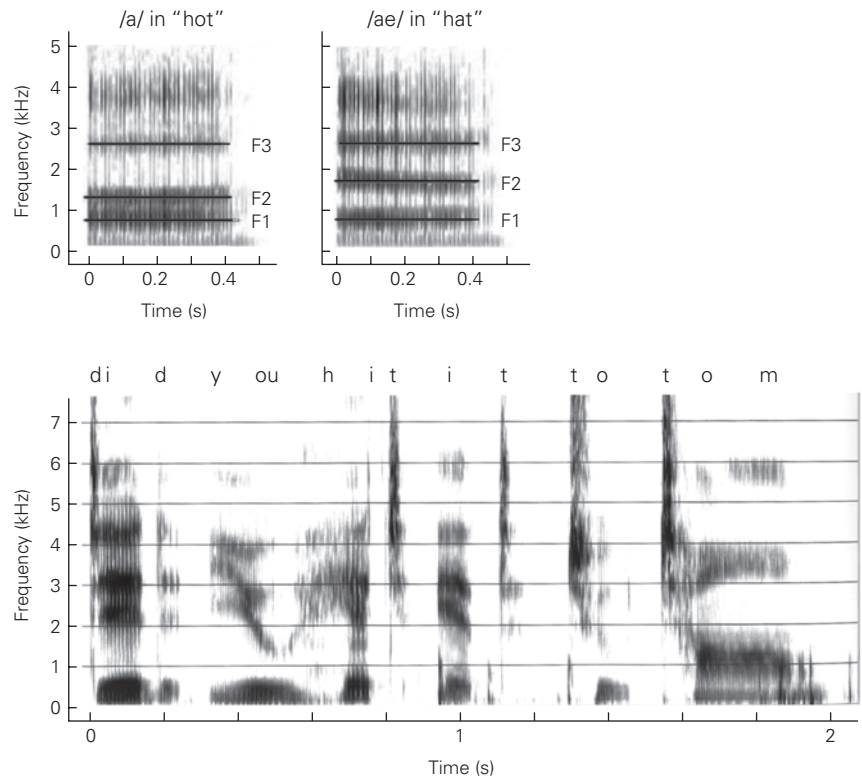 /a/ in “hot”
5
4
3
2
1
0
Frequency (kHz)
F3
F2
F1
0 0.2 0.4
Time (s)
/ae/ in “hat”
F3
F2
F1
0 0.2 0.4
Time (s)
d i d y ou h i t i t t o t o m
7
6
5
4
3
2
1
0
Frequency (kHz)
0 1 2
Time (s)